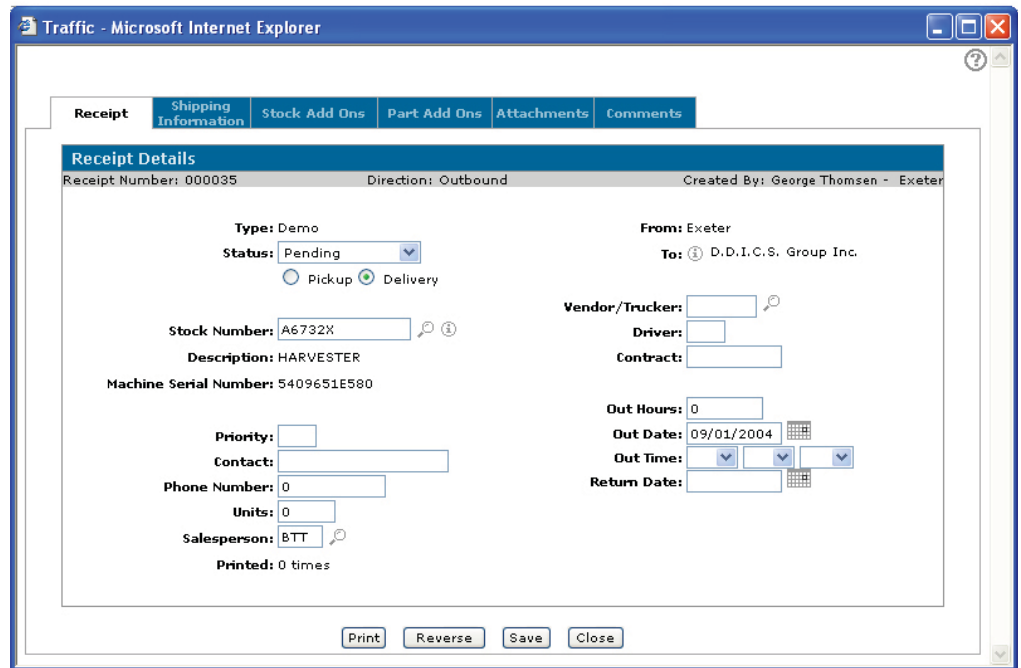 Traffic - Microsoft Internet Explorer
Receipt
Shipping Information
Stock Add Ons
Part Add Ons
Attachments
Comments
Receipt Details
Receipt Number: 000035 Direction: Outbound Created By: George Thomsen - Exeter
Type: Demo
Status: Pending
Pickup Delivery
Stock Number: A6732X
Description: HARVESTER
Machine Serial Number: 5409651E580
Priority:
Contact:
Phone Number: 0
Units: 0
Salesperson: BTT
Printed: 0 times
From: Exeter
To: D.D.I.C.S. Group Inc.
Vendor/Trucker:
Driver:
Contract:
Out Hours: 0
Out Date: 09/01/2004
Out Time:
Return Date:
Print Reverse Save Close